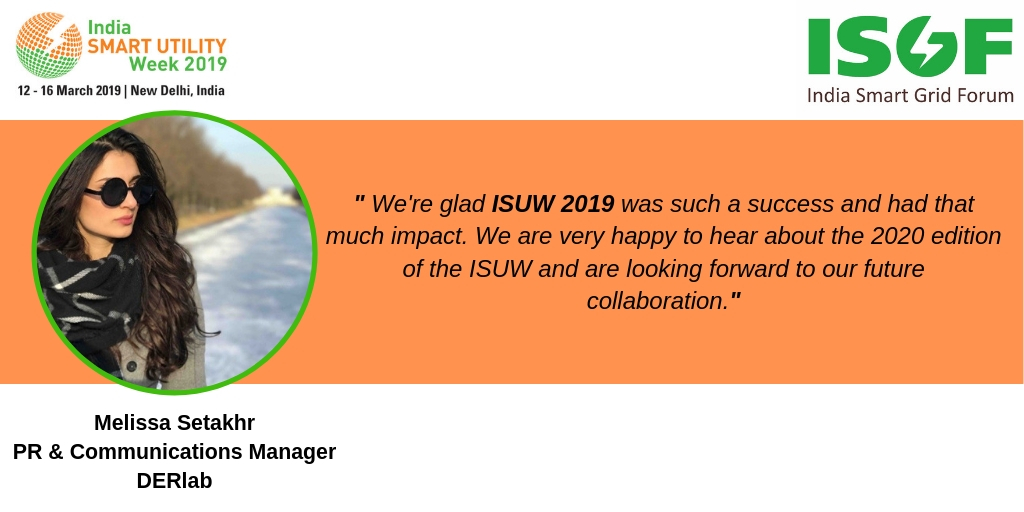 India
SMART UTILITY
Week 2019
12 - 16 March 2019 | New Delhi, India
ISGF
India Smart Grid Forum
" We're glad ISUW 2019 was such a success and had that
much impact. We are very happy to hear about the 2020 edition
of the ISUW and are looking forward to our future
collaboration."
Melissa Setakhr
PR & Communications Manager
DERlab